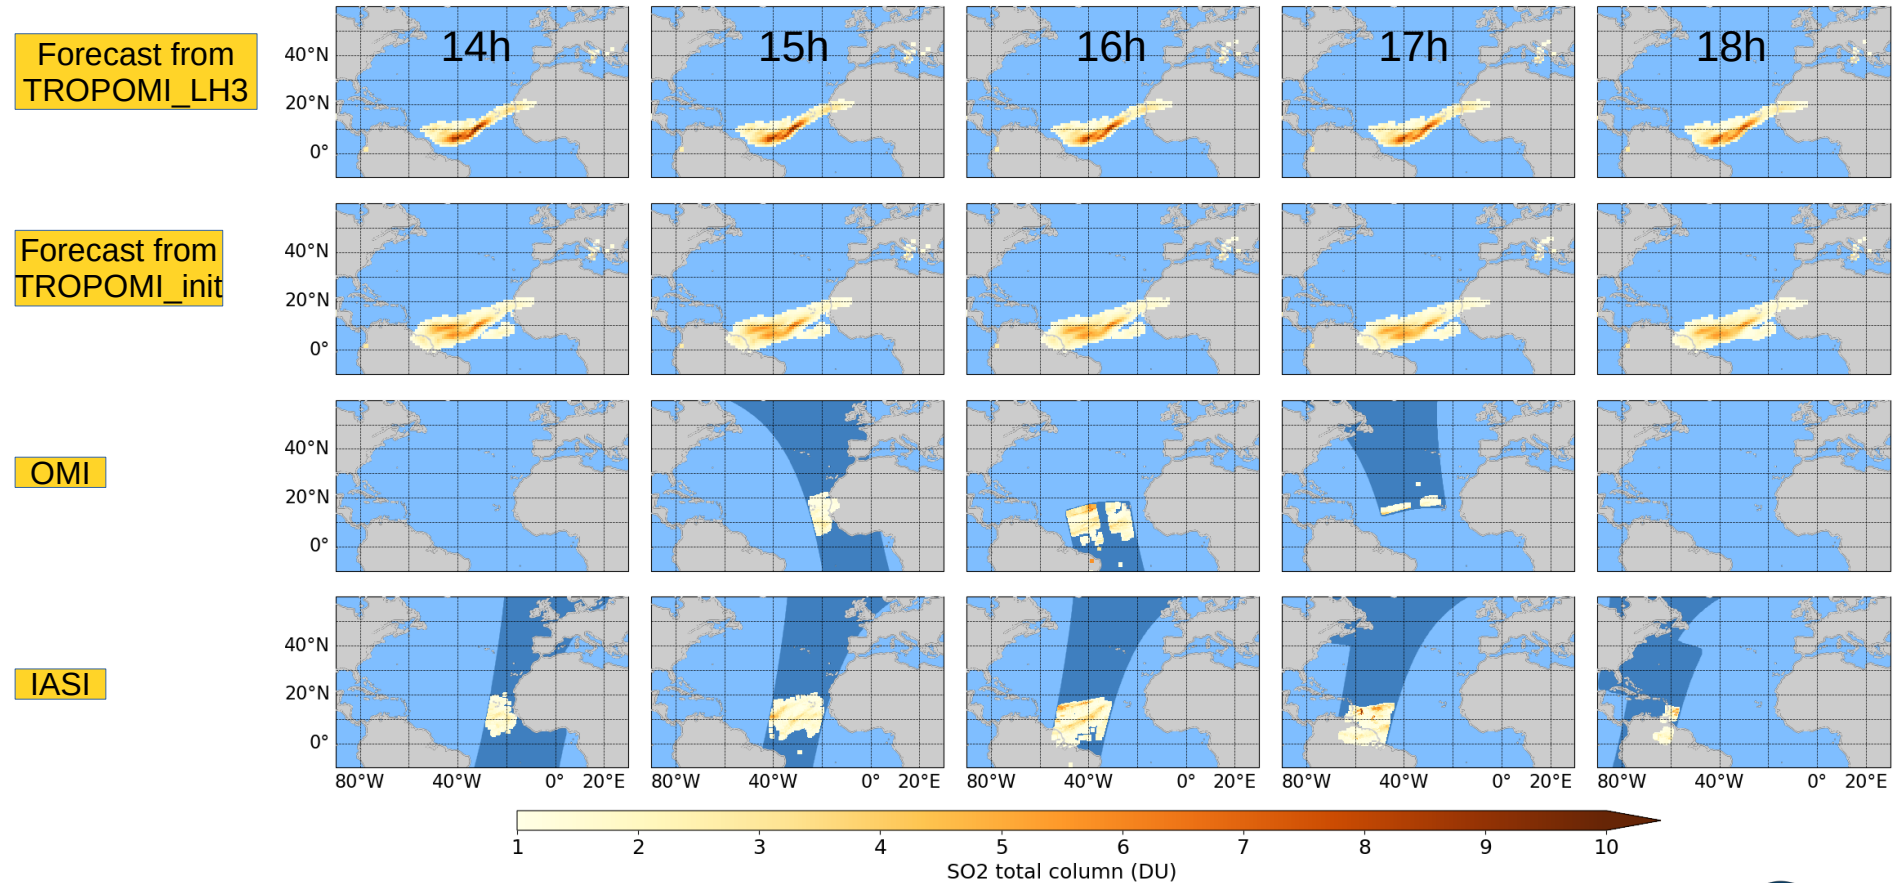 Forecast from
TROPOMI_LH3
14h
15h
16h
17h
18h
40°N
20°N
0°
Forecast from
TROPOMI_init
40°N
20°N
0°
OMI
40°N
20°N
0°
IASI
40°N
20°N
0°
80°W 40°W 0° 20°E 80°W 40°W 0° 20°E 80°W 40°W 0° 20°E 80°W 40°W 0° 20°E 80°W 40°W 0° 20°E
1 2 3 4 5 6 7 8 9 10
SO2 total column (DU)